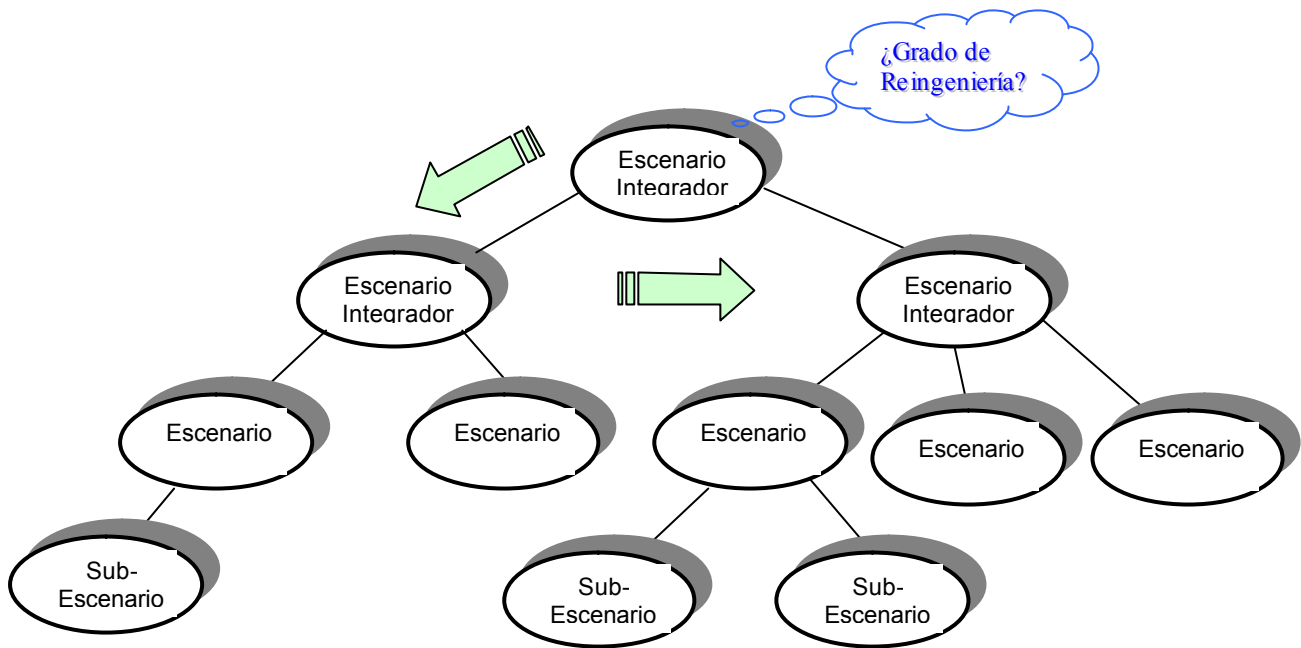 ¿Grado de
Reingeniería?
Escenario
Integrador
Escenario
Integrador
Escenario
Integrador
Escenario
Escenario
Escenario
Escenario
Escenario
Sub-
Escenario
Sub-
Escenario
Sub-
Escenario